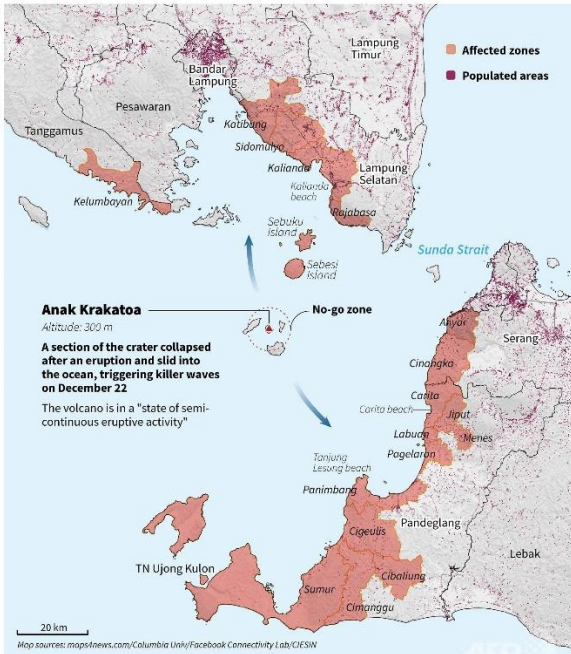 Lampung
Timur
Affected zones
Populated areas
Bandar
Lampung
Pesawaran
Tanggamus
Katibung
Sidomulyo
Kalianda
Lampung
Selatan
Kalianda
beach
Kelumbayan
Rajabasa
Sebuku
island
Sunda Strait
Sebesi
island
Anak Krakatoa
Altitude: 300 m
No-go zone
A section of the crater collapsed
after an eruption and slid into
the ocean, triggering killer waves
on December 22
The volcano is in a "state of semi-
continuous eruptive activity"
Anyar
Serang
Cinangka
Carita
Carita beach
Jiput
Labuan
Menes
Pagelaran
Tanjung
Lesung beach
Panimbang
Pandeglang
Cigeulis
Lebak
TN Ujong Kulon
Cibaliung
Sumur
Cimanggu
20 km
Map sources: maps4news.com/Columbia Univ/Facebook Connectivity Lab/CIESIN
AFP